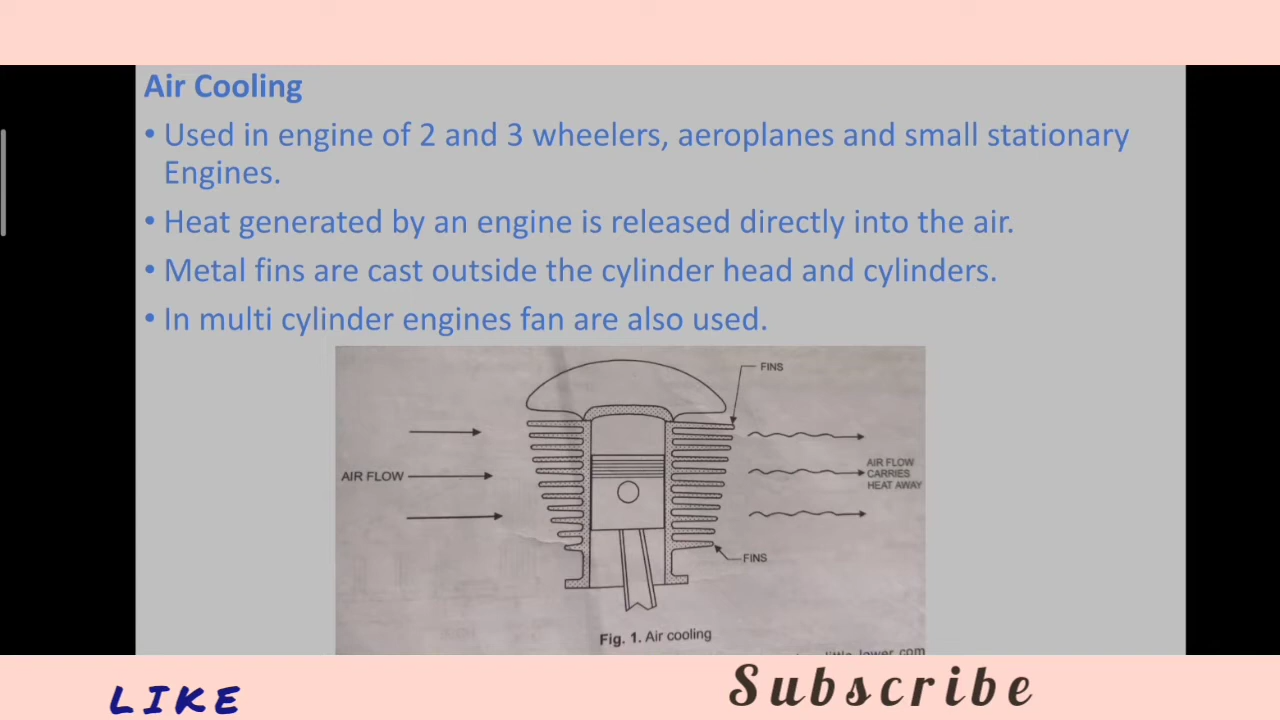 Air Cooling
• Used in engine of 2 and 3 wheelers, aeroplanes and small stationary
Engines.
• Heat generated by an engine is released directly into the air.
• Metal fins are cast outside the cylinder head and cylinders.
• In multi cylinder engines fan are also used.
FINS
AIR FLOW
AIR FLOW
CARRIES
HEAT AWAY
FINS
Fig. 1. Air cooling
LIKE
Subscribe